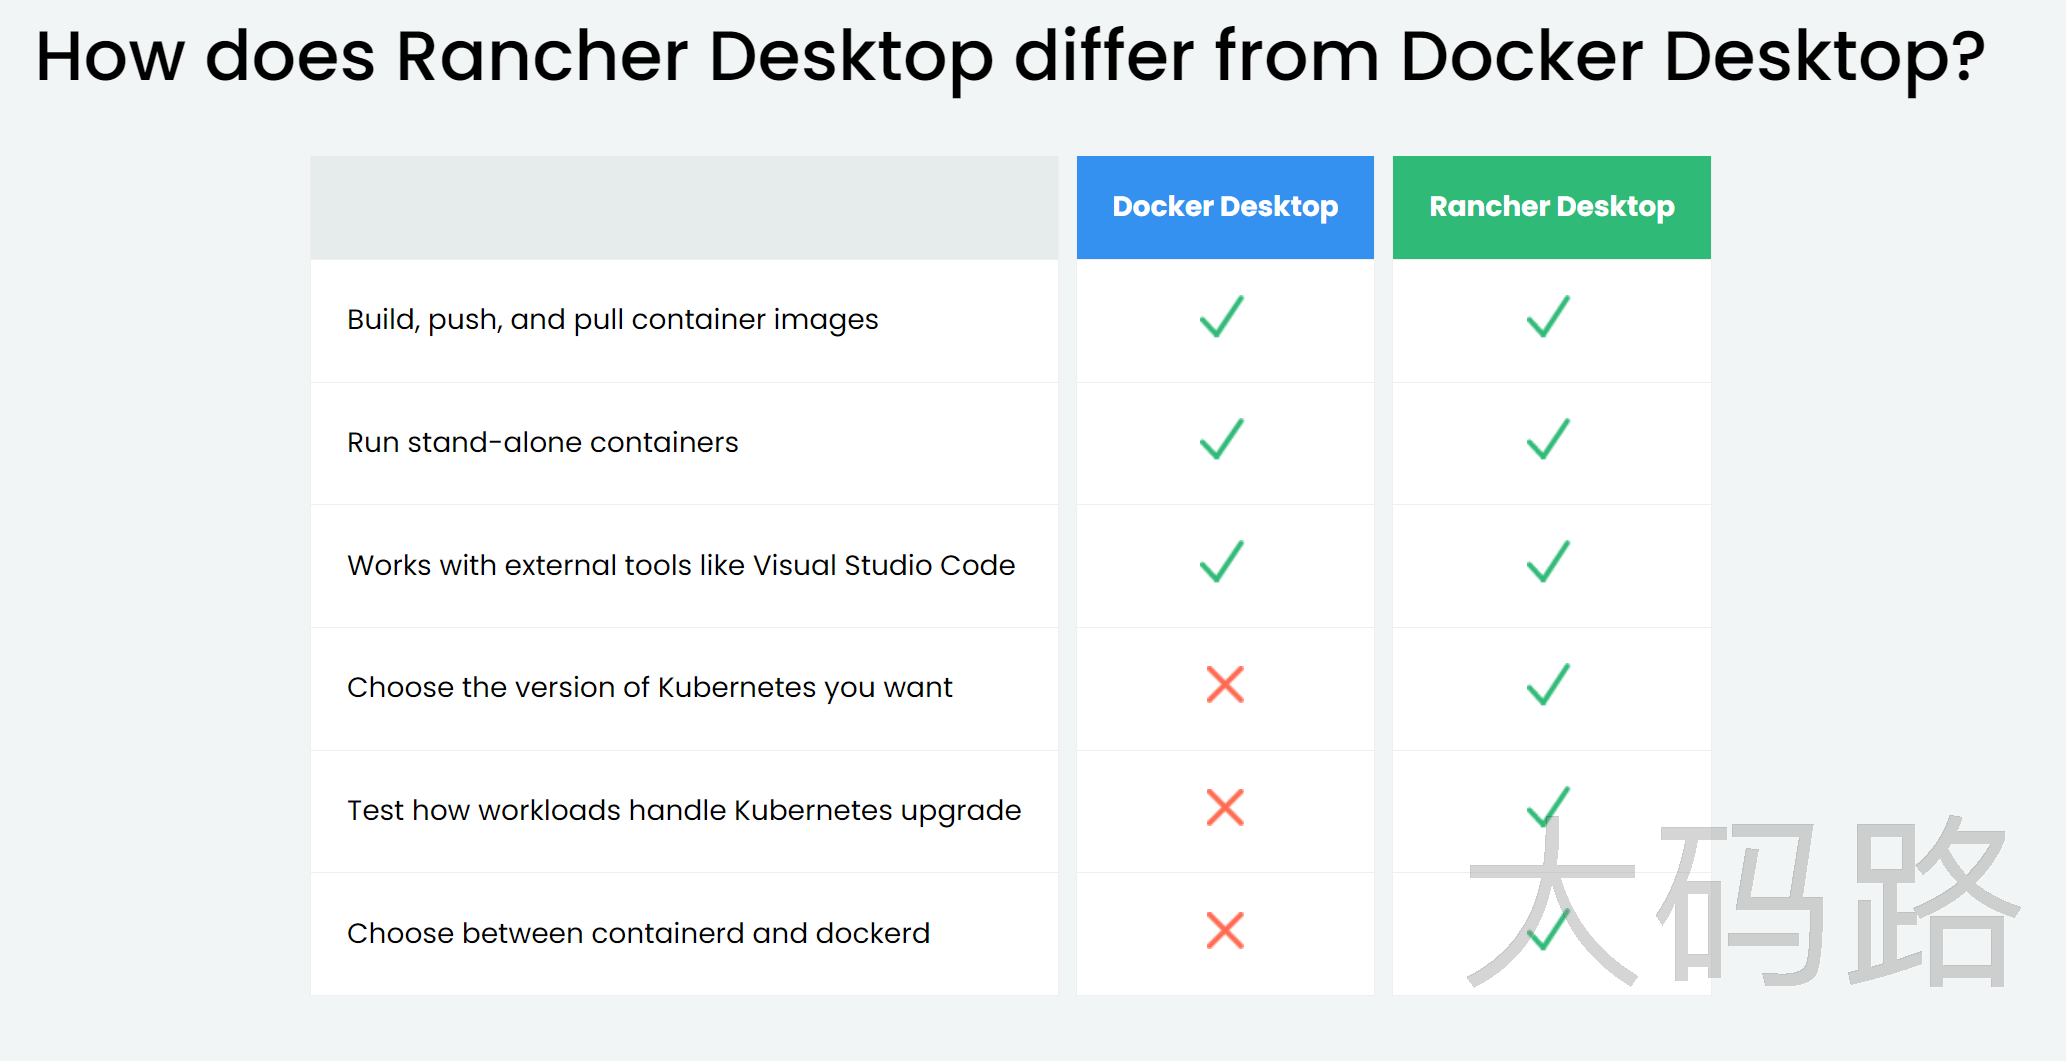 How does Rancher Desktop differ from Docker Desktop?
Docker Desktop Rancher Desktop
Build, push, and pull container images
Run stand-alone containers
Works with external tools like Visual Studio Code
Choose the version of Kubernetes you want
Test how workloads handle Kubernetes upgrade
Choose between containerd and dockerd
大码路